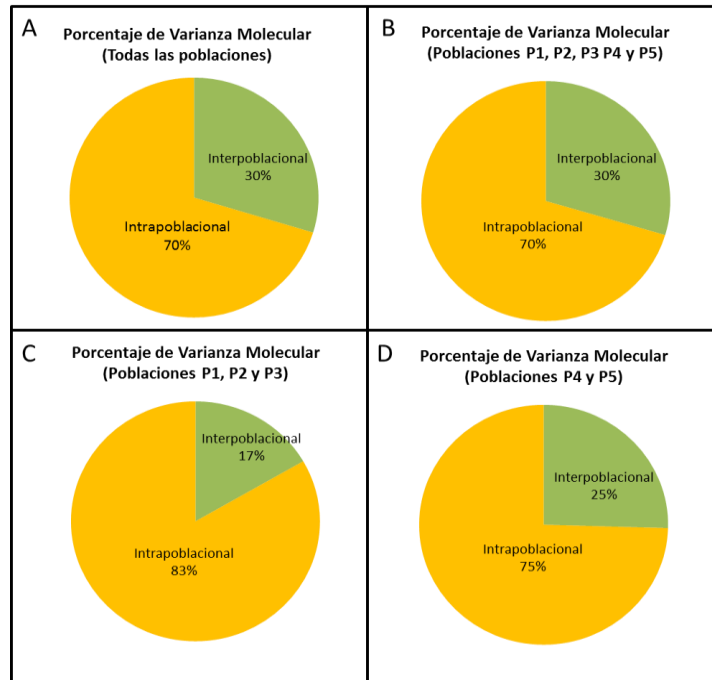 A
Porcentaje de Varianza Molecular
(Todas las poblaciones)
Interpoblacional
30%
Intrapoblacional
70%
B
Porcentaje de Varianza Molecular
(Poblaciones P1, P2, P3 P4 y P5)
Interpoblacional
30%
Intrapoblacional
70%
C
Porcentaje de Varianza Molecular
(Poblaciones P1, P2 y P3)
Interpoblacional
17%
Intrapoblacional
83%
D
Porcentaje de Varianza Molecular
(Poblaciones P4 y P5)
Interpoblacional
25%
Intrapoblacional
75%